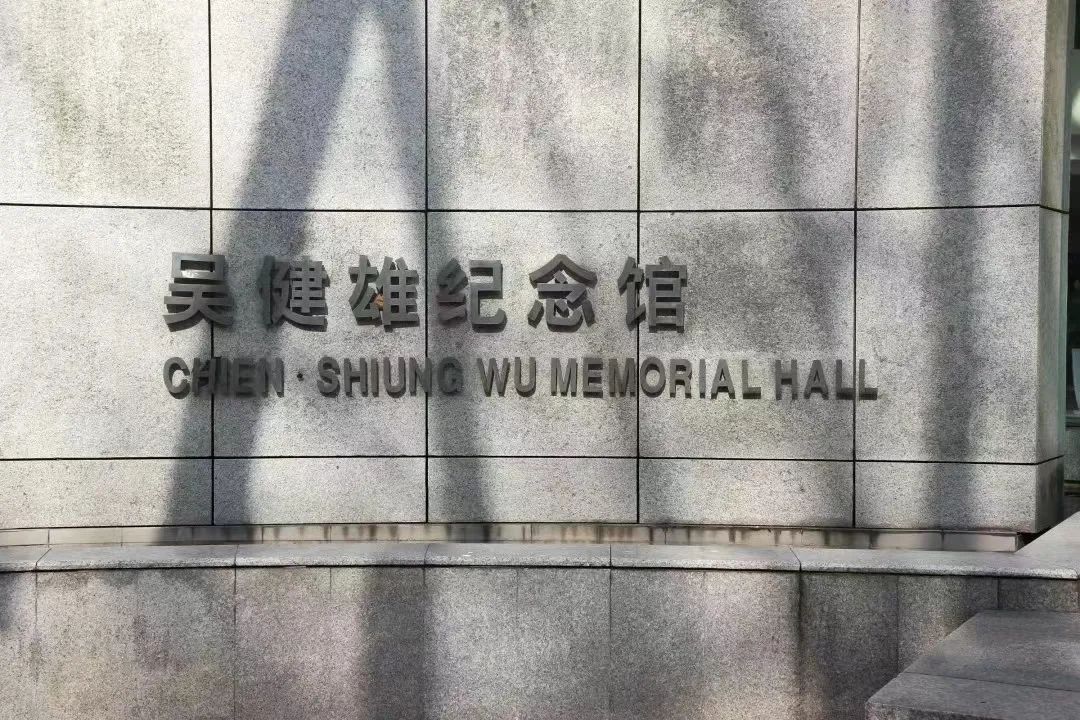 吴健雄纪念馆
CHIEN·SHIUNG WU MEMORIAL HALL